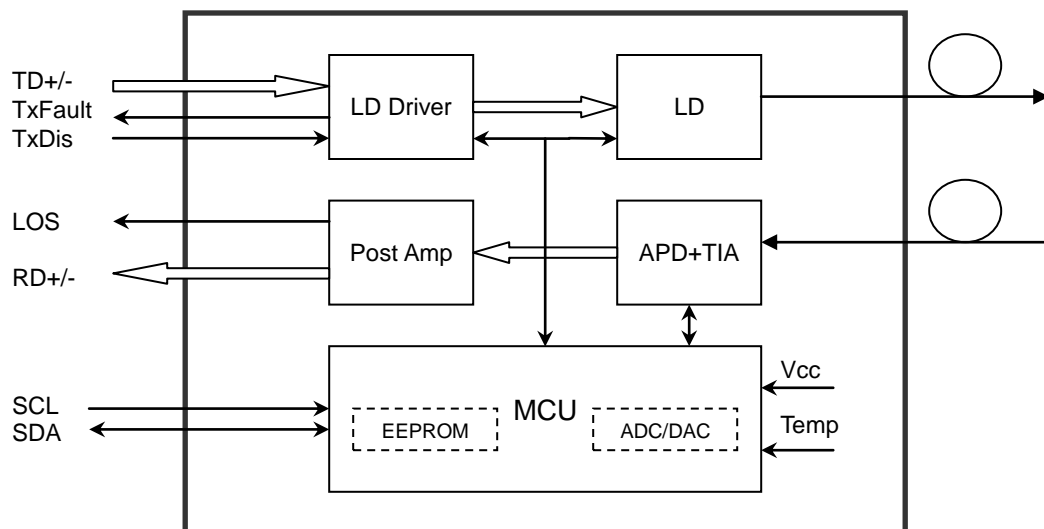 TD+/-
TxFault
TxDis
LD Driver
LD
LOS
RD+/-
Post Amp
APD+TIA
SCL
SDA
MCU
EEPROM
ADC/DAC
Vcc
Temp